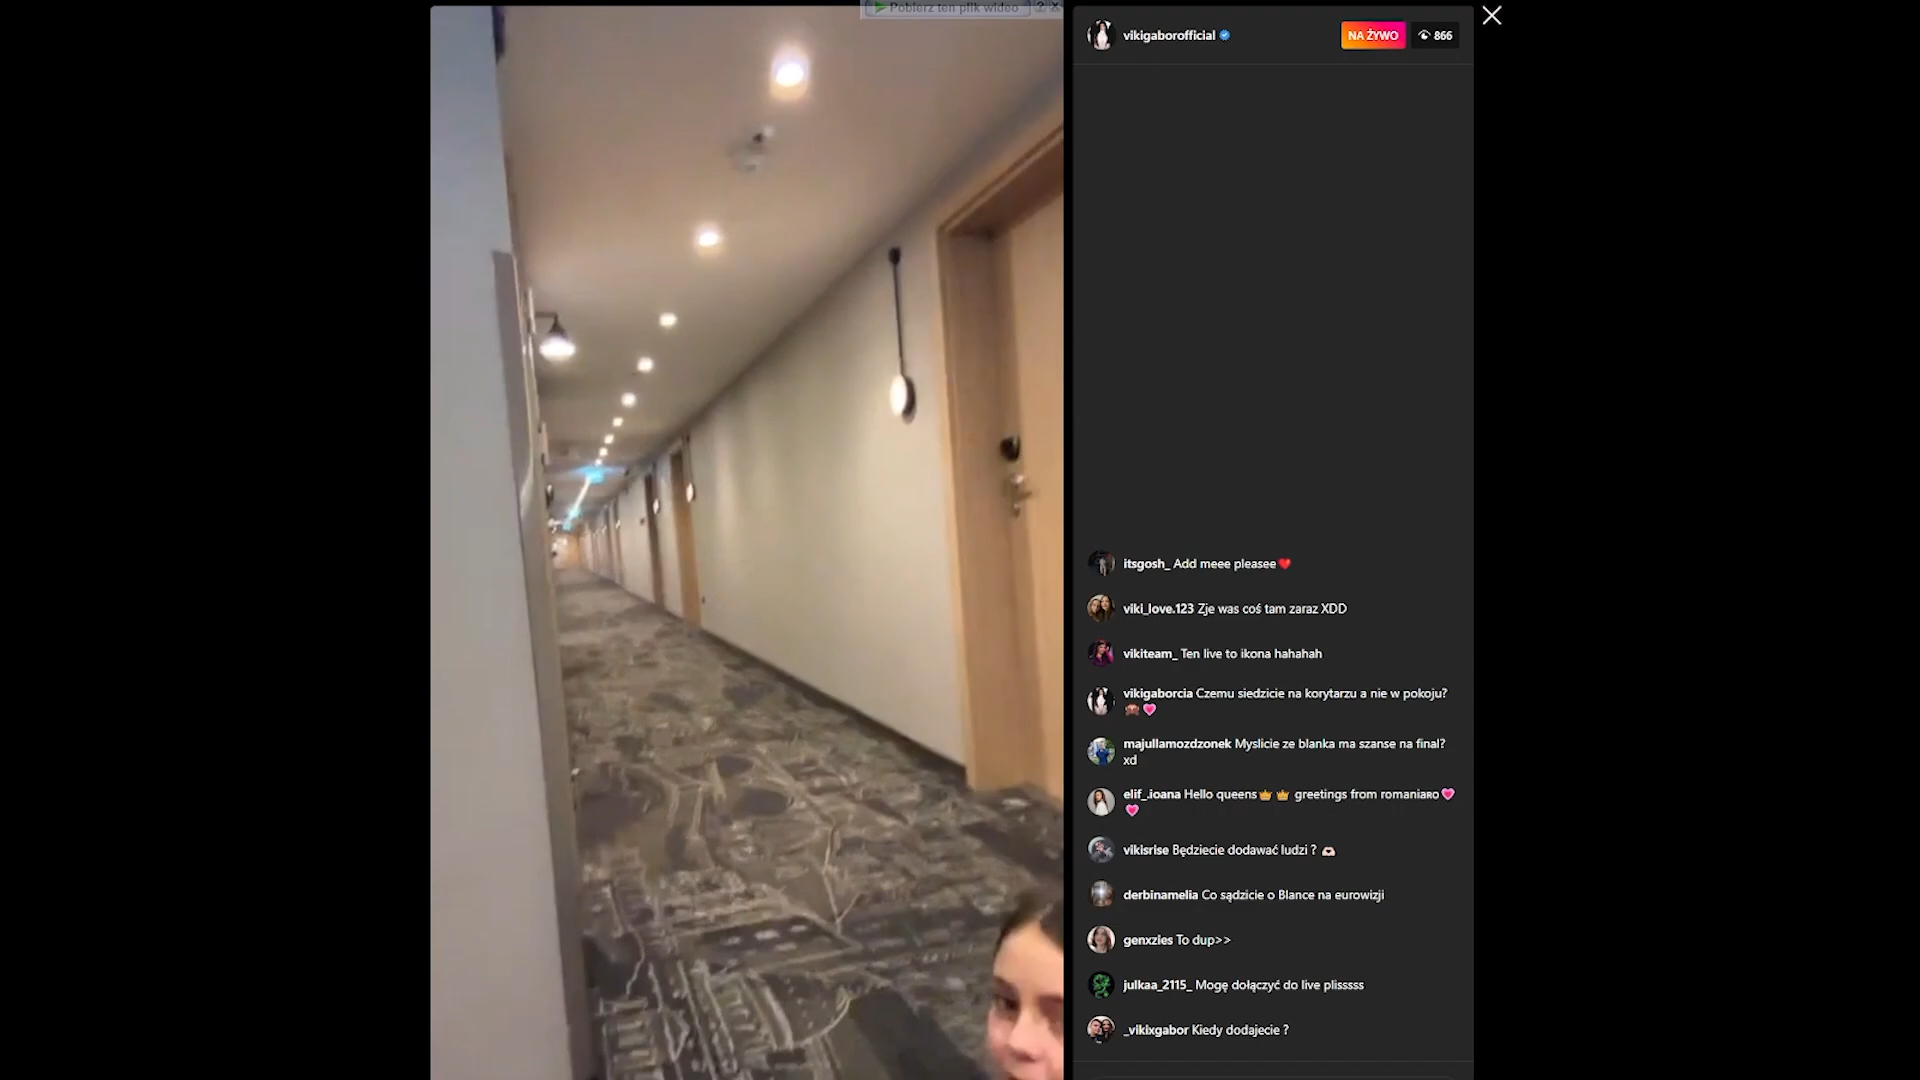 Pobierz ten plik wideo ? X
vikigaborofficial
NA ŻYWO
866
itsgosh_ Add meee pleasee❤️
viki_love.123 Zje was coś tam zaraz XDD
vikiteam_ Ten live to ikona hahahah
vikigaborcia Czemu siedzicie na korytarzu a nie w pokoju?
🙈💗
majullamozdzonek Myslicie ze blanka ma szanse na final?
xd
elif_.ioana Hello queens👑👑 greetings from romania🇷🇴💗
💗
vikisrise Będziecie dodawać ludzi ? 🫶🏻
derbinamelia Co sądzicie o Blance na eurowizji
genxzies To dup>>
julkaa_2115_ Mogę dołączyć do live plisssss
_vikixgabor Kiedy dodajecie ?